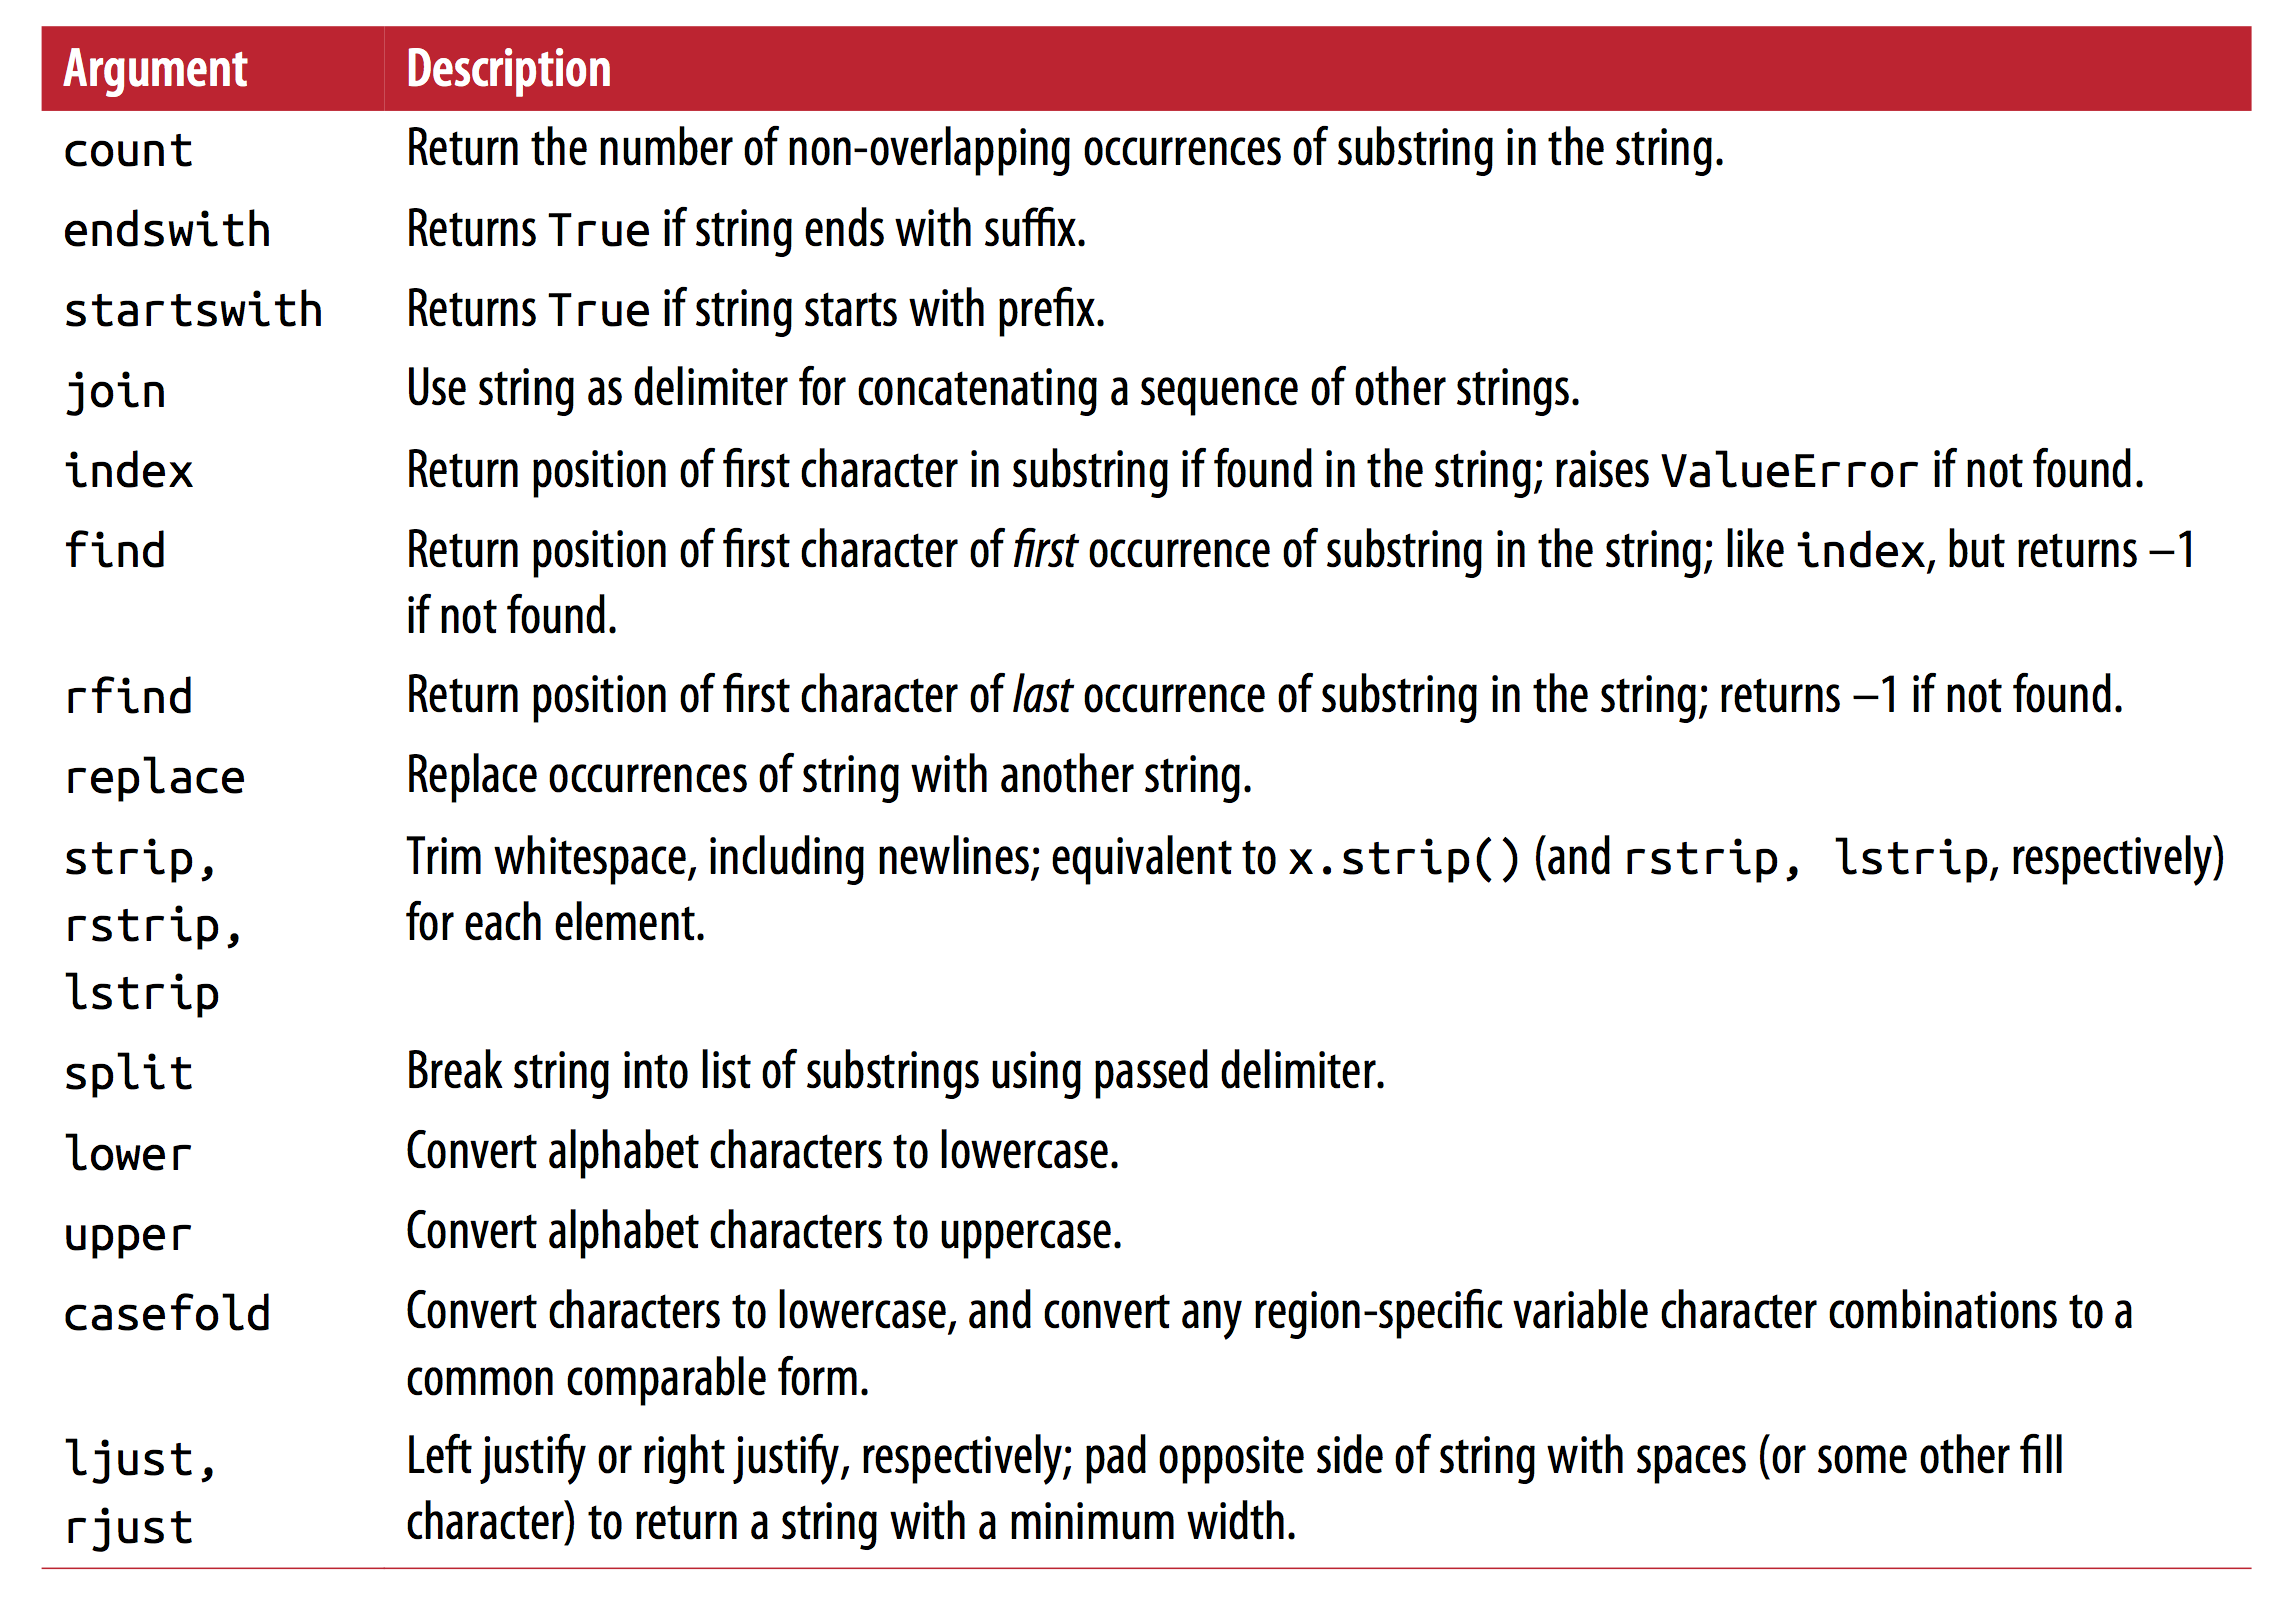 Argument Description
count Return the number of non-overlapping occurrences of substring in the string.
endswith Returns True if string ends with suffix.
startswith Returns True if string starts with prefix.
join Use string as delimiter for concatenating a sequence of other strings.
index Return position of first character in substring if found in the string; raises ValueError if not found.
find Return position of first character of first occurrence of substring in the string; like index, but returns –1
if not found.
rfind Return position of first character of last occurrence of substring in the string; returns –1 if not found.
replace Replace occurrences of string with another string.
strip, Trim whitespace, including newlines; equivalent to x.strip() (and rstrip, lstrip, respectively)
rstrip, for each element.
lstrip
split Break string into list of substrings using passed delimiter.
lower Convert alphabet characters to lowercase.
upper Convert alphabet characters to uppercase.
casefold Convert characters to lowercase, and convert any region-specific variable character combinations to a
common comparable form.
ljust, Left justify or right justify, respectively; pad opposite side of string with spaces (or some other fill
rjust character) to return a string with a minimum width.